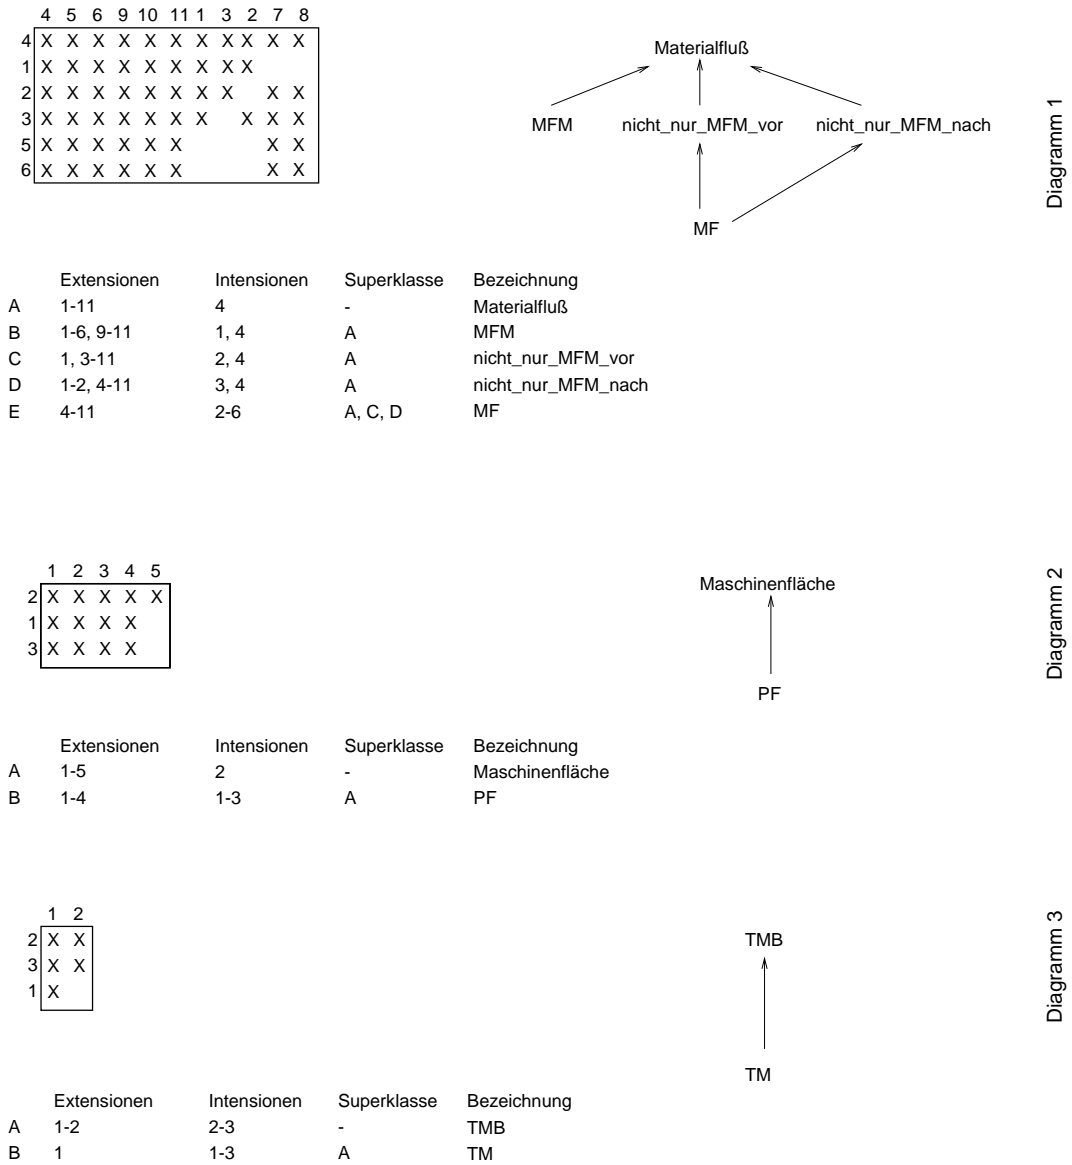 4 5 6 9 10 11 1 3 2 7 8
4 X X X X X X X X X X X
1 X X X X X X X X X
2 X X X X X X X X X X
3 X X X X X X X X X X
5 X X X X X X X X
6 X X X X X X X X
Materialfluß
MFM nicht_nur_MFM_vor nicht_nur_MFM_nach
MF
Diagramm 1
Extensionen Intensionen Superklasse Bezeichnung
A 1-11 4 - Materialfluß
B 1-6, 9-11 1, 4 A MFM
C 1, 3-11 2, 4 A nicht_nur_MFM_vor
D 1-2, 4-11 3, 4 A nicht_nur_MFM_nach
E 4-11 2-6 A, C, D MF
1 2 3 4 5
2 X X X X X
1 X X X X
3 X X X X
Maschinenfläche
PF
Diagramm 2
Extensionen Intensionen Superklasse Bezeichnung
A 1-5 2 - Maschinenfläche
B 1-4 1-3 A PF
1 2
2 X X
3 X X
1 X
TMB
TM
Diagramm 3
Extensionen Intensionen Superklasse Bezeichnung
A 1-2 2-3 - TMB
B 1 1-3 A TM